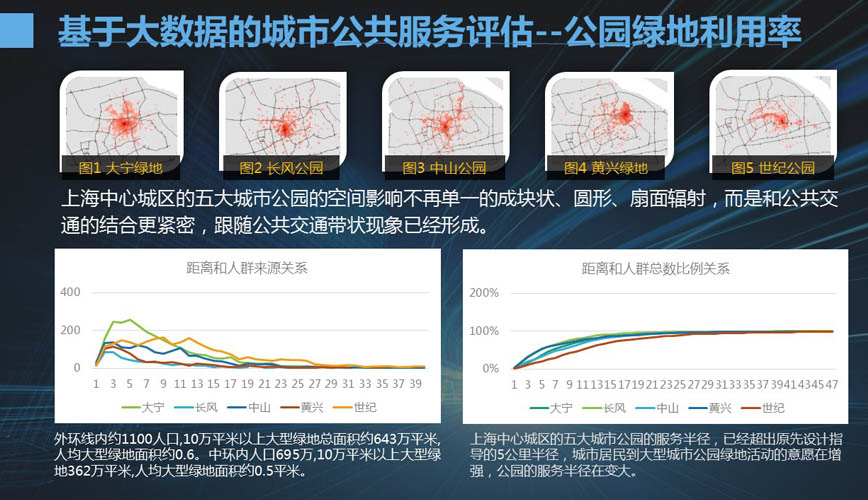 基于大数据的城市公共服务评估--公园绿地利用率
图1 大宁绿地
图2 长风公园
图3 中山公园
图4 黄兴绿地
图5 世纪公园
上海中心城区的五大城市公园的空间影响不再单一的成块状、圆形、扇面辐射，而是和公共交
通的结合更紧密，跟随公共交通带状现象已经形成。
距离和人群来源关系
400
200
0
1 3 5 7 9 11 13 15 17 19 21 23 25 27 29 31 33 35 37 39
大宁 长风 中山 黄兴 世纪
外环线内约1100人口,10万平米以上大型绿地总面积约643万平米,
人均大型绿地面积约0.6。中环内人口695万,10万平米以上大型绿
地362万平米,人均大型绿地面积约0.5平米。
距离和人群总数比例关系
200%
100%
0%
1 3 5 7 9 11 13 15 17 19 21 23 25 27 29 31 33 35 37 39 41 43 45 47
大宁 长风 中山 黄兴 世纪
上海中心城区的五大城市公园的服务半径，已经超出原先设计指
导的5公里半径，城市居民到大型城市公园绿地活动的意愿在增
强，公园的服务半径在变大。